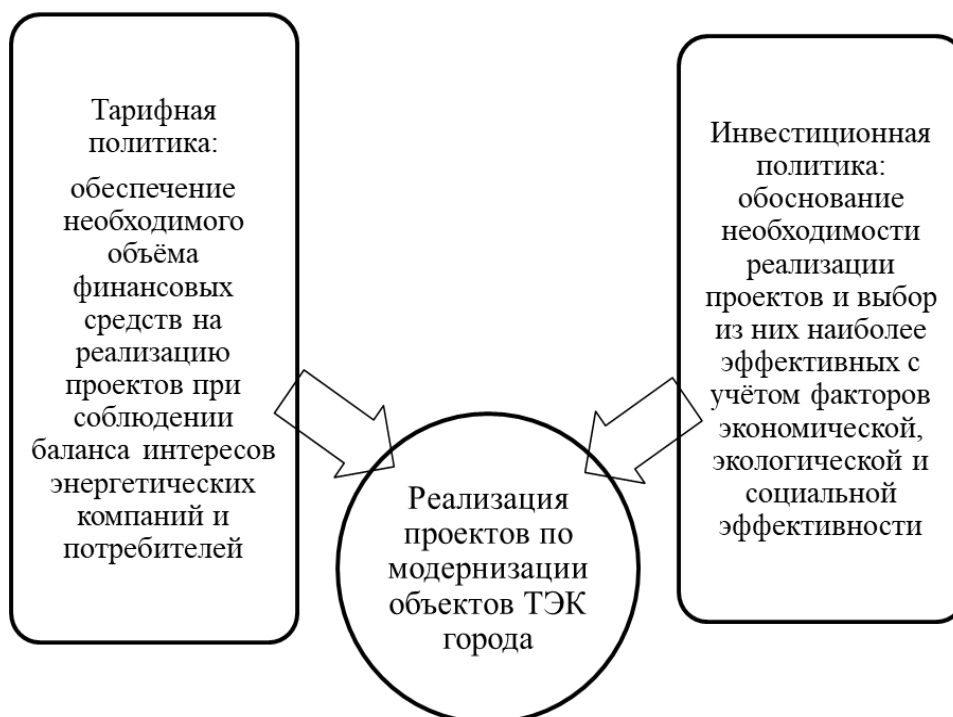 Тарифная
политика:
обеспечение
необходимого
объёма
финансовых
средств на
реализацию
проектов при
соблюдении
баланса интересов
энергетических
компаний и
потребителей
Инвестиционная
политика:
обоснование
необходимости
реализации
проектов и выбор
из них наиболее
эффективных с
учётом факторов
экономической,
экологической и
социальной
эффективности
Реализация
проектов по
модернизации
объектов ТЭК
города